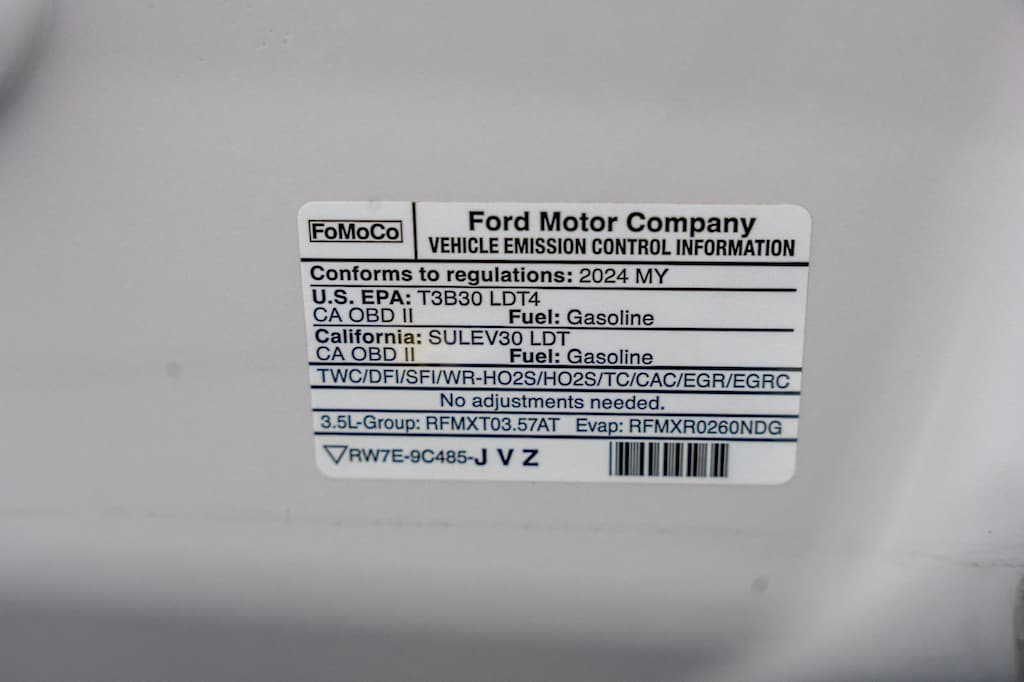 FoMoCo
Ford Motor Company
VEHICLE EMISSION CONTROL INFORMATION
Conforms to regulations: 2024 MY
U.S. EPA: T3B30 LDT4
CA OBD II Fuel: Gasoline
California: SULEV30 LDT
CA OBD II Fuel: Gasoline
TWC/DFI/SFI/WR-HO2S/HO2S/TC/CAC/EGR/EGRC
No adjustments needed.
3.5L-Group: RFMXT03.57AT Evap: RFMXR0260NDG
RW7E-9C485-J V Z